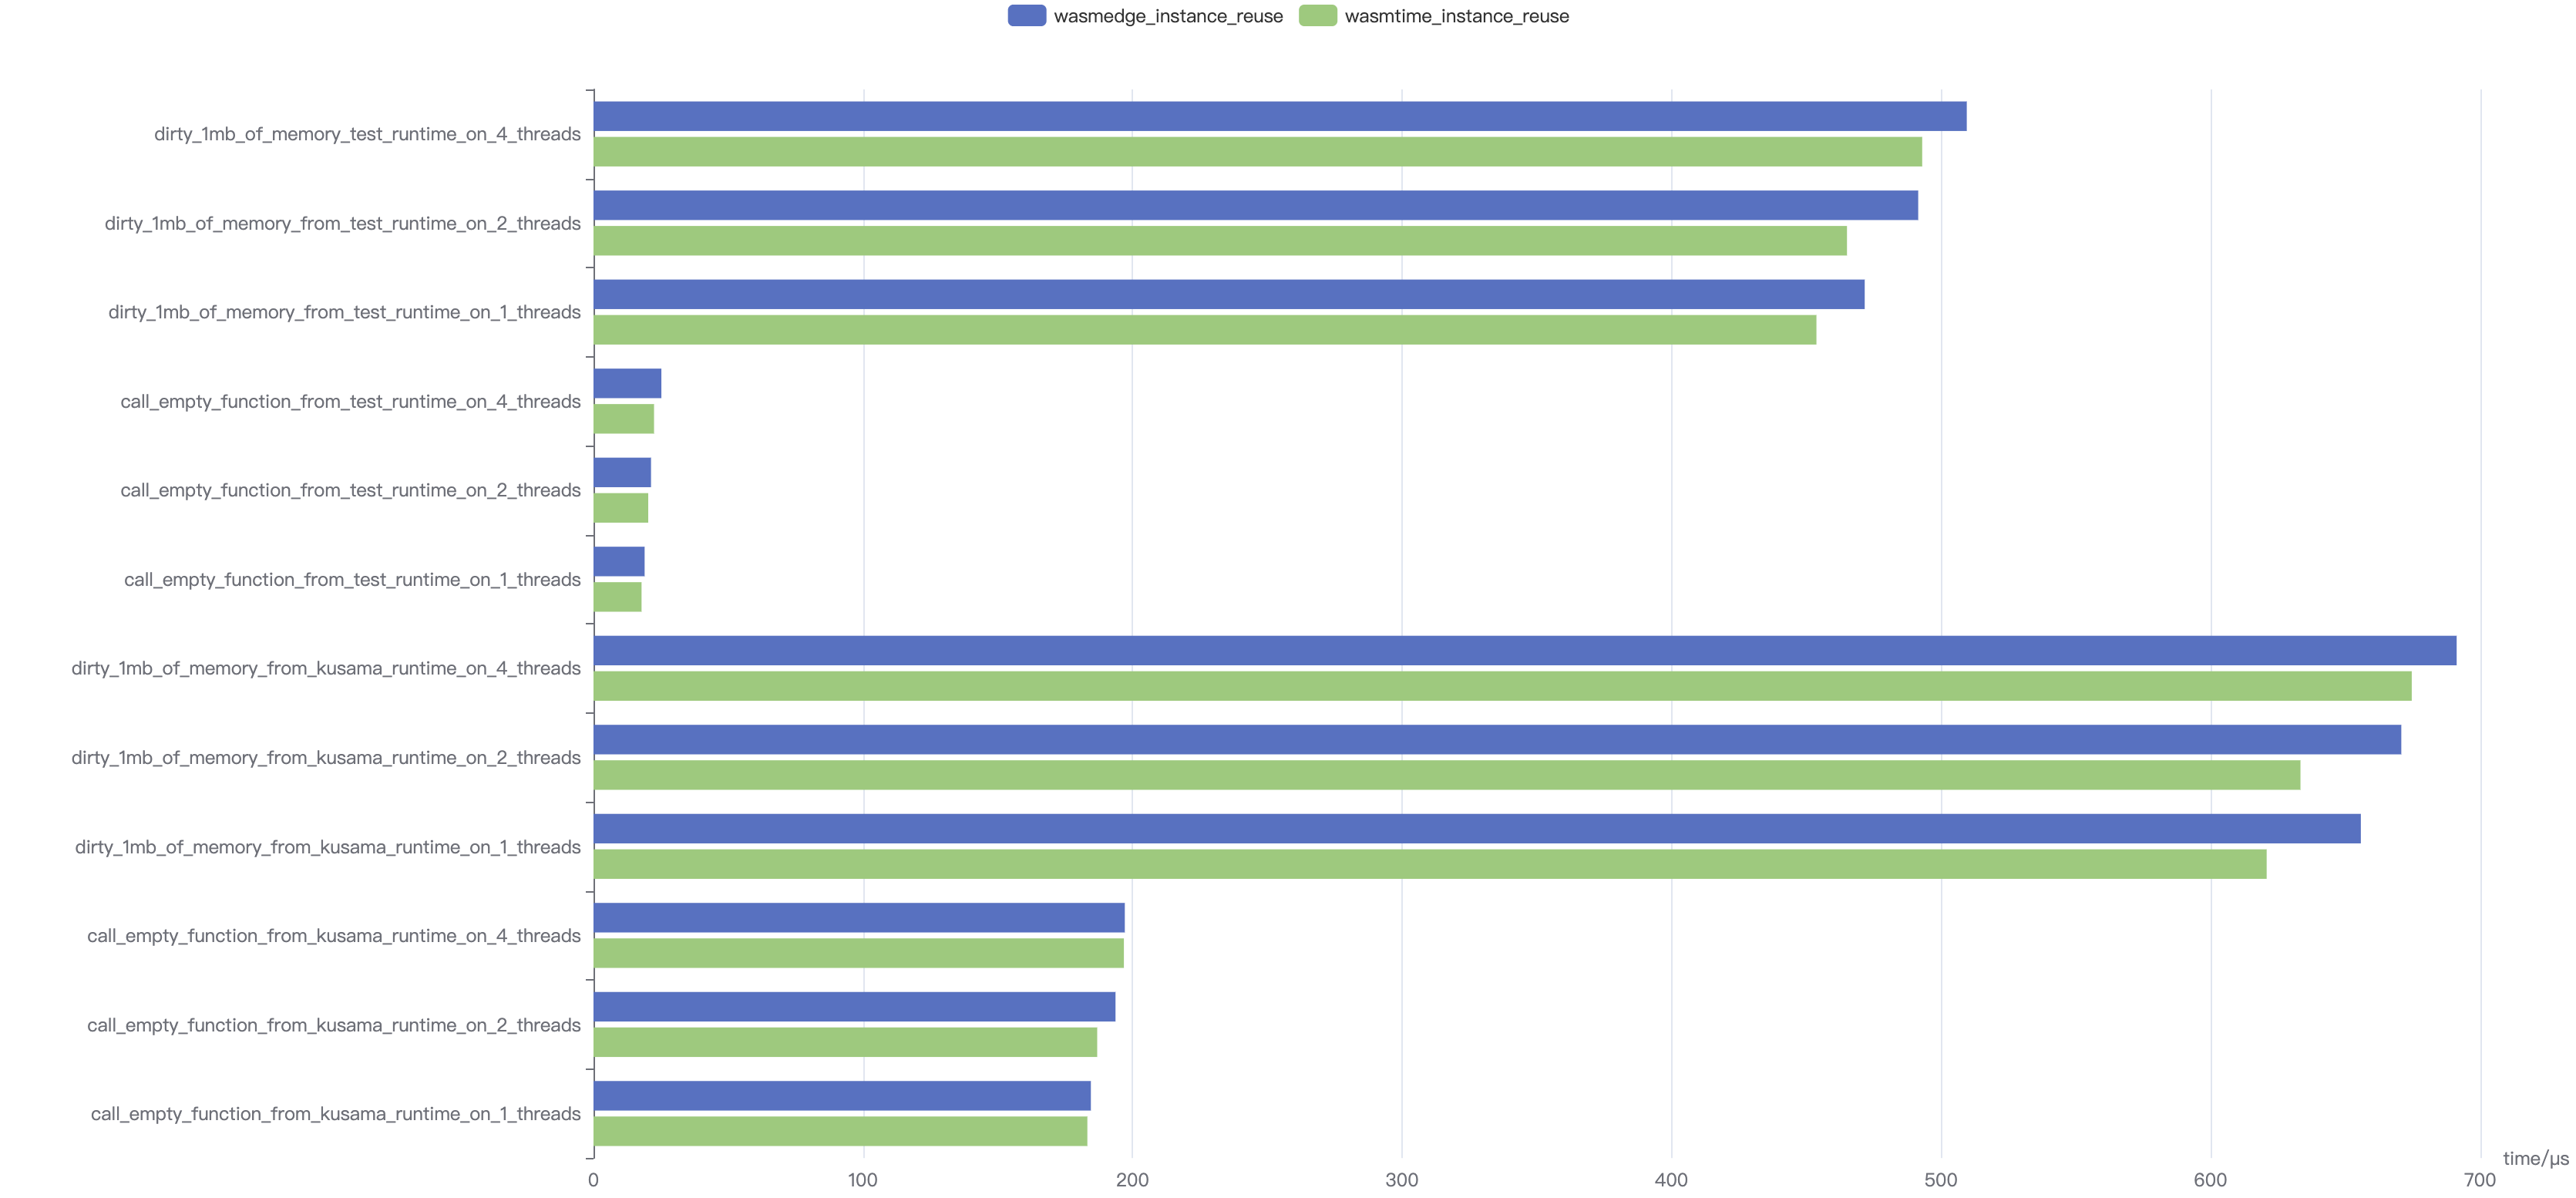 wasmedge_instance_reuse wasmtime_instance_reuse
dirty_1mb_of_memory_test_runtime_on_4_threads
dirty_1mb_of_memory_from_test_runtime_on_2_threads
dirty_1mb_of_memory_from_test_runtime_on_1_threads
call_empty_function_from_test_runtime_on_4_threads
call_empty_function_from_test_runtime_on_2_threads
call_empty_function_from_test_runtime_on_1_threads
dirty_1mb_of_memory_from_kusama_runtime_on_4_threads
dirty_1mb_of_memory_from_kusama_runtime_on_2_threads
dirty_1mb_of_memory_from_kusama_runtime_on_1_threads
call_empty_function_from_kusama_runtime_on_4_threads
call_empty_function_from_kusama_runtime_on_2_threads
call_empty_function_from_kusama_runtime_on_1_threads
time/μs
0 100 200 300 400 500 600 700